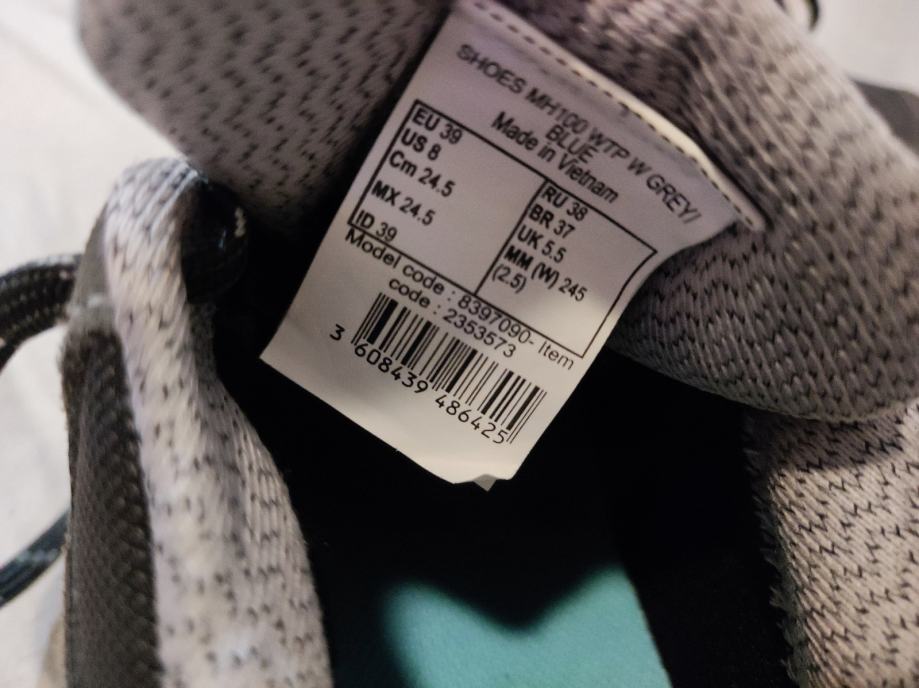 SHOES MH100 WTP W GREY/
BLUE
Made in Vietnam
EU 39
US 8
Cm 24.5
MX 24.5
ID 39
RU 38
BR 37
UK 5.5
MM (W) 245
(2.5)
Model code : 8397090- Item
code : 2353573
3 608439 486425